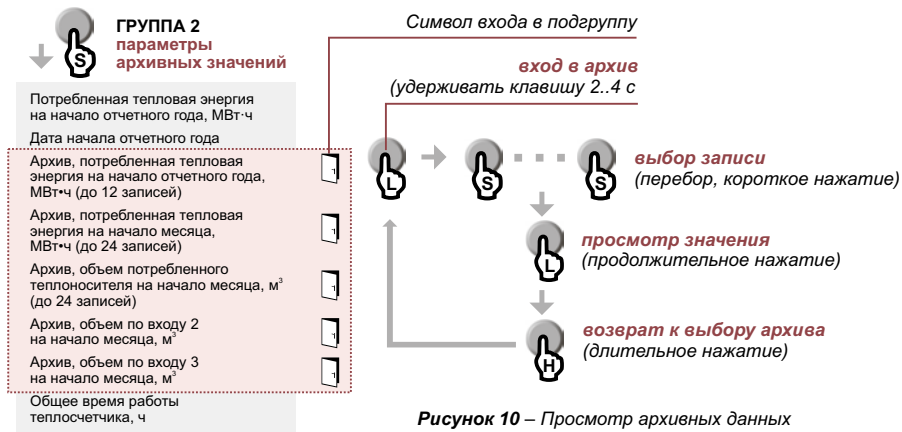 ГРУППА 2
параметры
архивных значений
S
Потребленная тепловая энергия
на начало отчетного года, МВт·ч
Дата начала отчетного года
Архив, потребленная тепловая
энергия на начало отчетного года,
МВт•ч (до 12 записей)
Архив, потребленная тепловая
энергия на начало месяца,
МВт•ч (до 24 записей)
Архив, объем потребленного
теплоносителя на начало месяца, м³
(до 24 записей)
Архив, объем по входу 2
на начало месяца, м³
Архив, объем по входу 3
на начало месяца, м³
Общее время работы
теплосчетчика, ч
Символ входа в подгруппу
вход в архив
(удерживать клавишу 2..4 с
L
S
S
выбор записи
(перебор, короткое нажатие)
L
просмотр значения
(продолжительное нажатие)
H
возврат к выбору архива
(длительное нажатие)
Рисунок 10 – Просмотр архивных данных